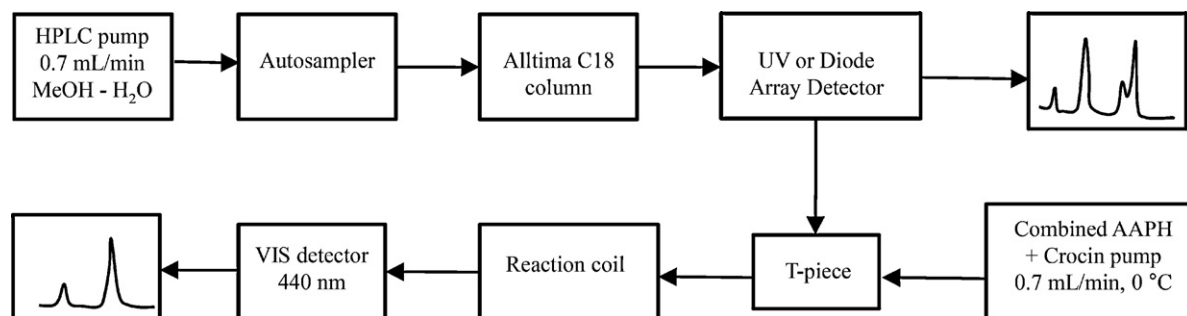 HPLC pump
0.7 mL/min
MeOH - H₂O
Autosampler
Alltima C18
column
UV or Diode
Array Detector
VIS detector
440 nm
Reaction coil
T-piece
Combined AAPH
+ Crocin pump
0.7 mL/min, 0 °C